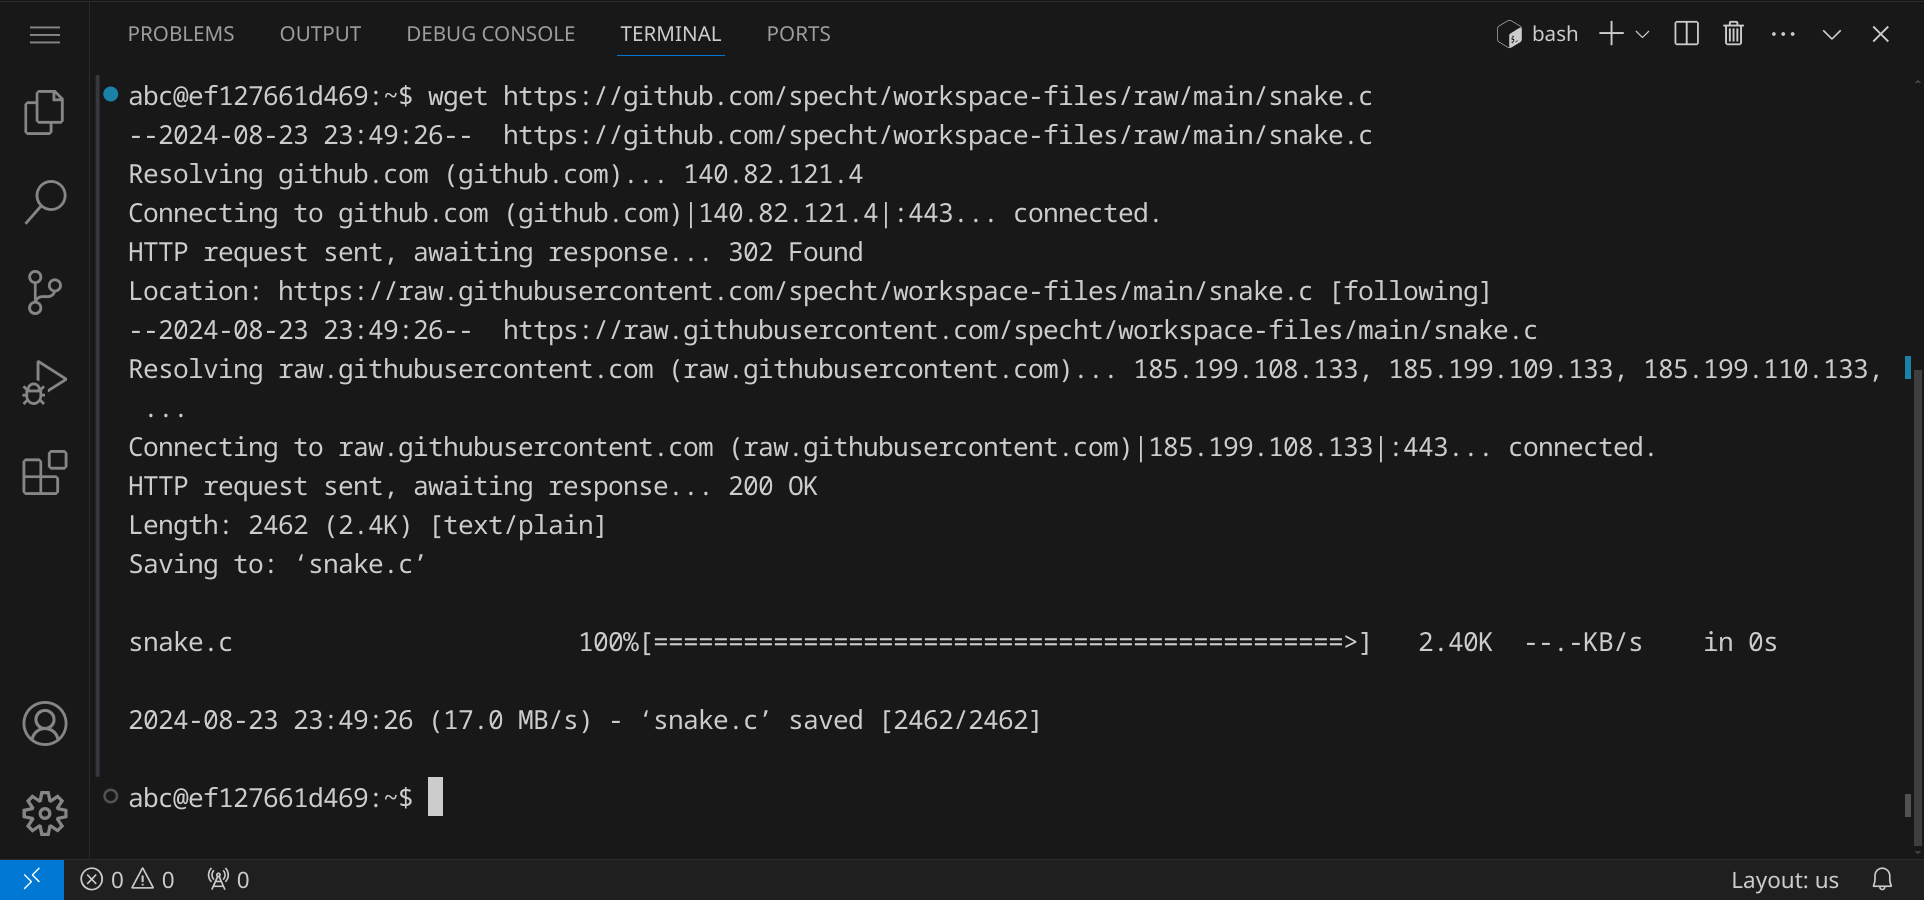 PROBLEMS OUTPUT DEBUG CONSOLE TERMINAL PORTS bash
abc@ef127661d469:~$ wget https://github.com/specht/workspace-files/raw/main/snake.c
--2024-08-23 23:49:26--  https://github.com/specht/workspace-files/raw/main/snake.c
Resolving github.com (github.com)... 140.82.121.4
Connecting to github.com (github.com)|140.82.121.4|:443... connected.
HTTP request sent, awaiting response... 302 Found
Location: https://raw.githubusercontent.com/specht/workspace-files/main/snake.c [following]
--2024-08-23 23:49:26--  https://raw.githubusercontent.com/specht/workspace-files/main/snake.c
Resolving raw.githubusercontent.com (raw.githubusercontent.com)... 185.199.108.133, 185.199.109.133, 185.199.110.133,
...
Connecting to raw.githubusercontent.com (raw.githubusercontent.com)|185.199.108.133|:443... connected.
HTTP request sent, awaiting response... 200 OK
Length: 2462 (2.4K) [text/plain]
Saving to: ‘snake.c’
snake.c 100%[==============================================>] 2.40K --.-KB/s in 0s
2024-08-23 23:49:26 (17.0 MB/s) - ‘snake.c’ saved [2462/2462]
abc@ef127661d469:~$
0 0 0 Layout: us